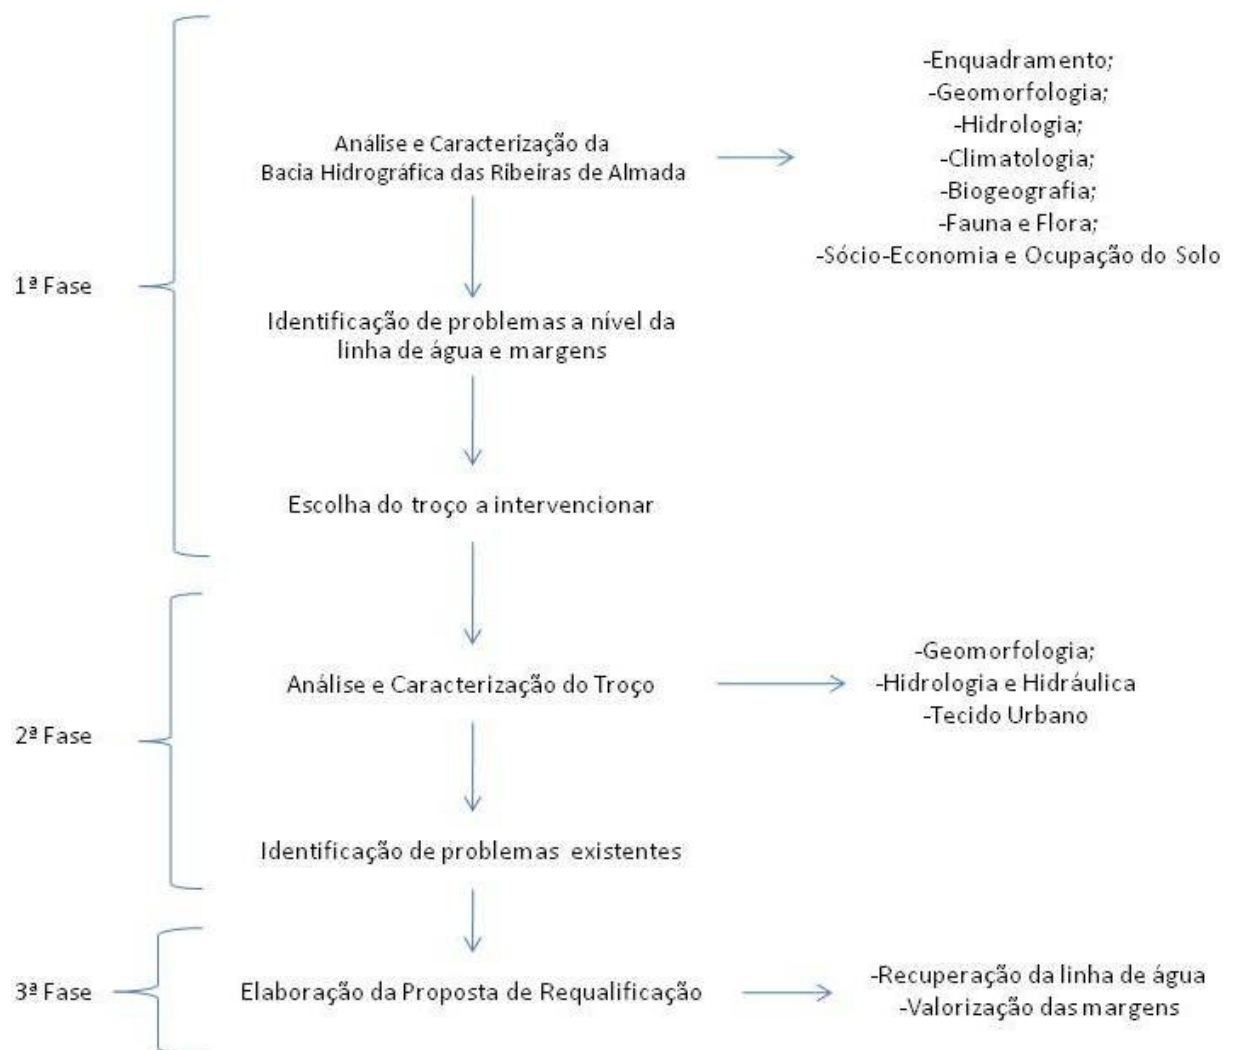 -Enquadramento;
-Geomorfologia;
-Hidrologia;
-Climatologia;
-Biogeografia;
-Fauna e Flora;
-Sócio-Economia e Ocupação do Solo
Análise e Caracterização da
Bacia Hidrográfica das Ribeiras de Almada
1ª Fase
Identificação de problemas a nível da
linha de água e margens
Escolha do troço a intervencionar
2ª Fase
Análise e Caracterização do Troço
-Geomorfologia;
-Hidrologia e Hidráulica
-Tecido Urbano
Identificação de problemas existentes
3ª Fase
Elaboração da Proposta de Requalificação
-Recuperação da linha de água
-Valorização das margens